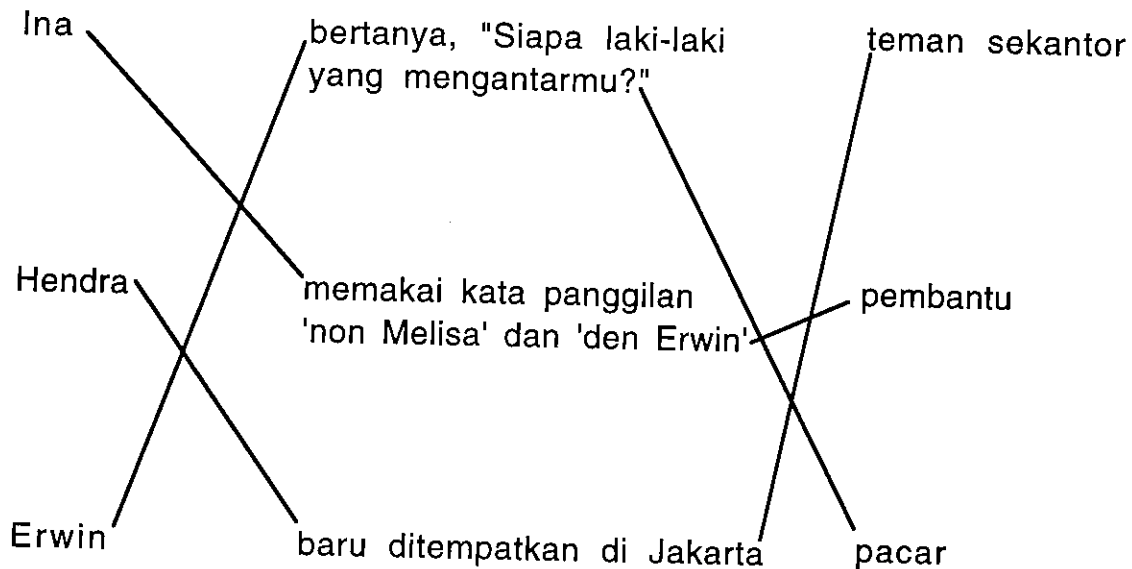 Ina
bertanya, "Siapa laki-laki
yang mengantarmu?"
teman sekantor
Hendra
memakai kata panggilan
'non Melisa' dan 'den Erwin'
pembantu
Erwin
baru ditempatkan di Jakarta
pacar